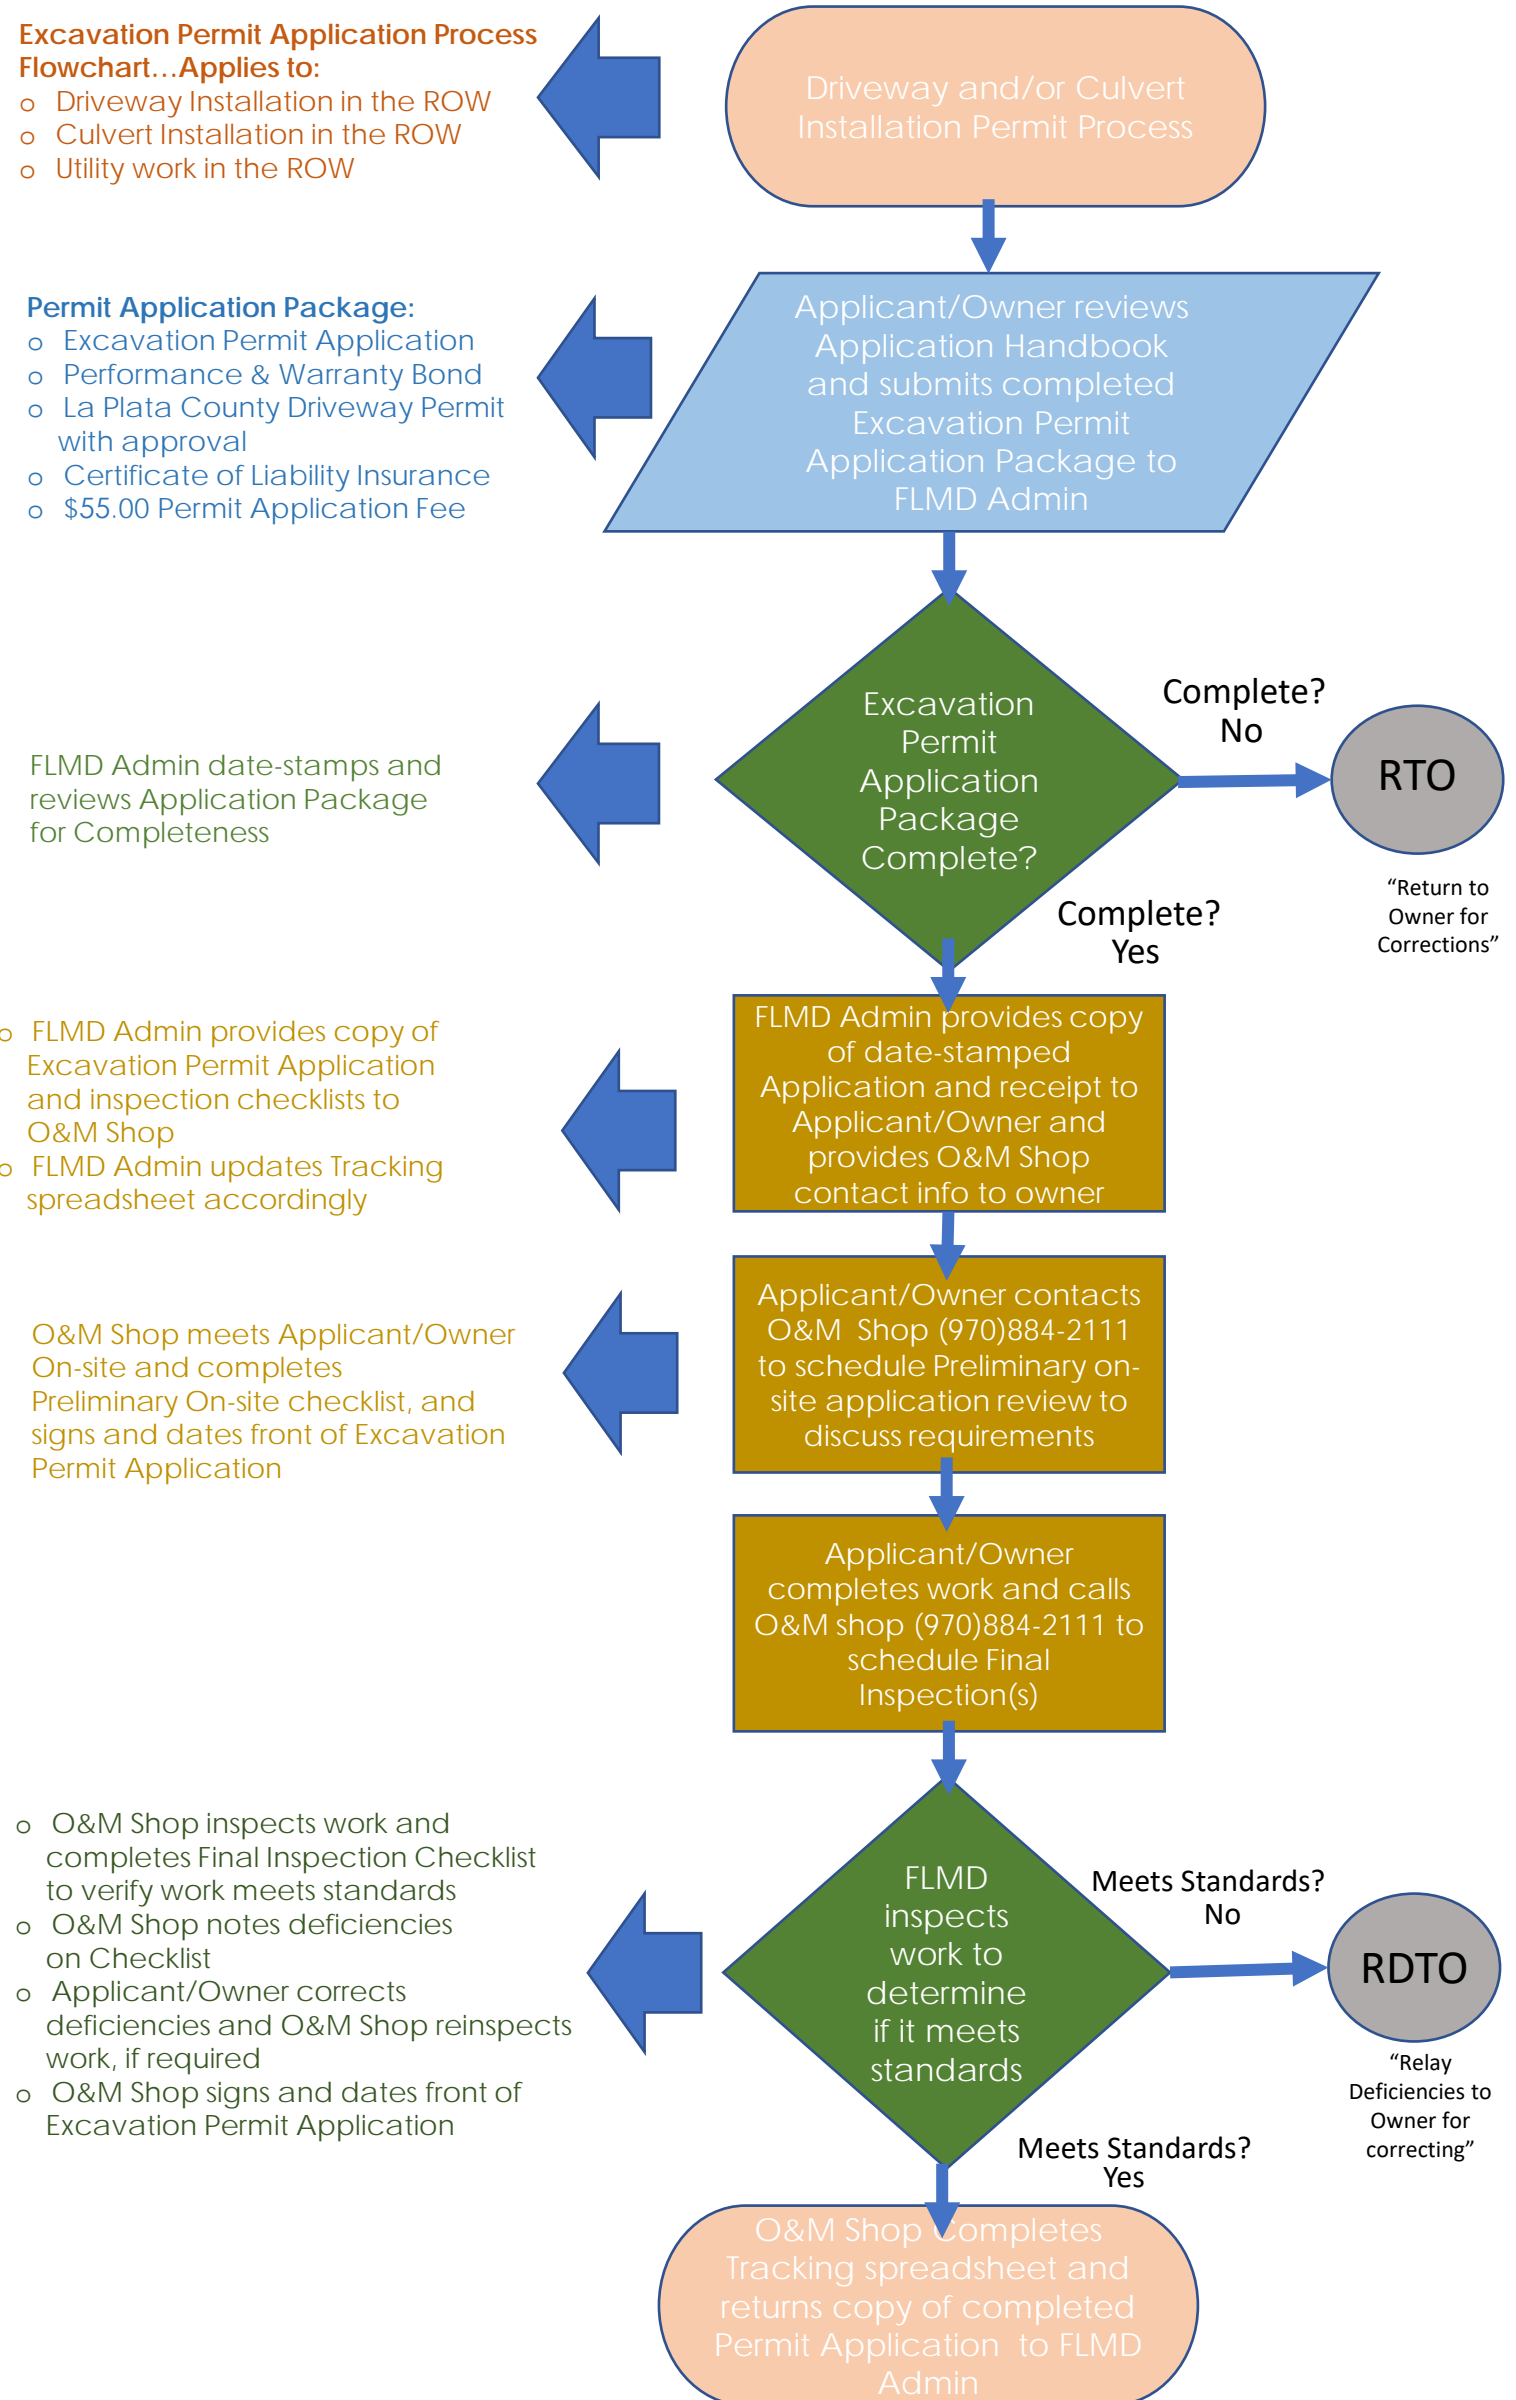 Excavation Permit Application Process
Flowchart…Applies to:
o Driveway Installation in the ROW
o Culvert Installation in the ROW
o Utility work in the ROW
Driveway and/or Culvert
Installation Permit Process
Permit Application Package:
o Excavation Permit Application
o Performance & Warranty Bond
o La Plata County Driveway Permit
with approval
o Certificate of Liability Insurance
o $55.00 Permit Application Fee
Applicant/Owner reviews
Application Handbook
and submits completed
Excavation Permit
Application Package to
FLMD Admin
FLMD Admin date-stamps and
reviews Application Package
for Completeness
Excavation
Permit
Application
Package
Complete?
Complete?
No
RTO
“Return to
Owner for
Corrections”
Complete?
Yes
o FLMD Admin provides copy of
Excavation Permit Application
and inspection checklists to
O&M Shop
o FLMD Admin updates Tracking
spreadsheet accordingly
FLMD Admin provides copy
of date-stamped
Application and receipt to
Applicant/Owner and
provides O&M Shop
contact info to owner
O&M Shop meets Applicant/Owner
On-site and completes
Preliminary On-site checklist, and
signs and dates front of Excavation
Permit Application
Applicant/Owner contacts
O&M Shop (970)884-2111
to schedule Preliminary on-
site application review to
discuss requirements
Applicant/Owner
completes work and calls
O&M shop (970)884-2111 to
schedule Final
Inspection(s)
o O&M Shop inspects work and
completes Final Inspection Checklist
to verify work meets standards
o O&M Shop notes deficiencies
on Checklist
o Applicant/Owner corrects
deficiencies and O&M Shop reinspects
work, if required
o O&M Shop signs and dates front of
Excavation Permit Application
FLMD
inspects
work to
determine
if it meets
standards
Meets Standards?
No
RDTO
“Relay
Deficiencies to
Owner for
correcting”
Meets Standards?
Yes
O&M Shop Completes
Tracking spreadsheet and
returns copy of completed
Permit Application to FLMD
Admin